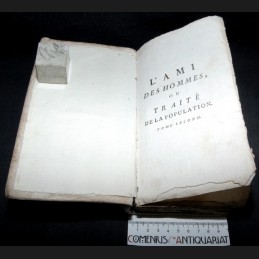 L'AMI
DES HOMMES,
OU
TRAITÉ
DE LA POPULATION.
TOME SECOND.
COMENIUS ANTIQUARIAT